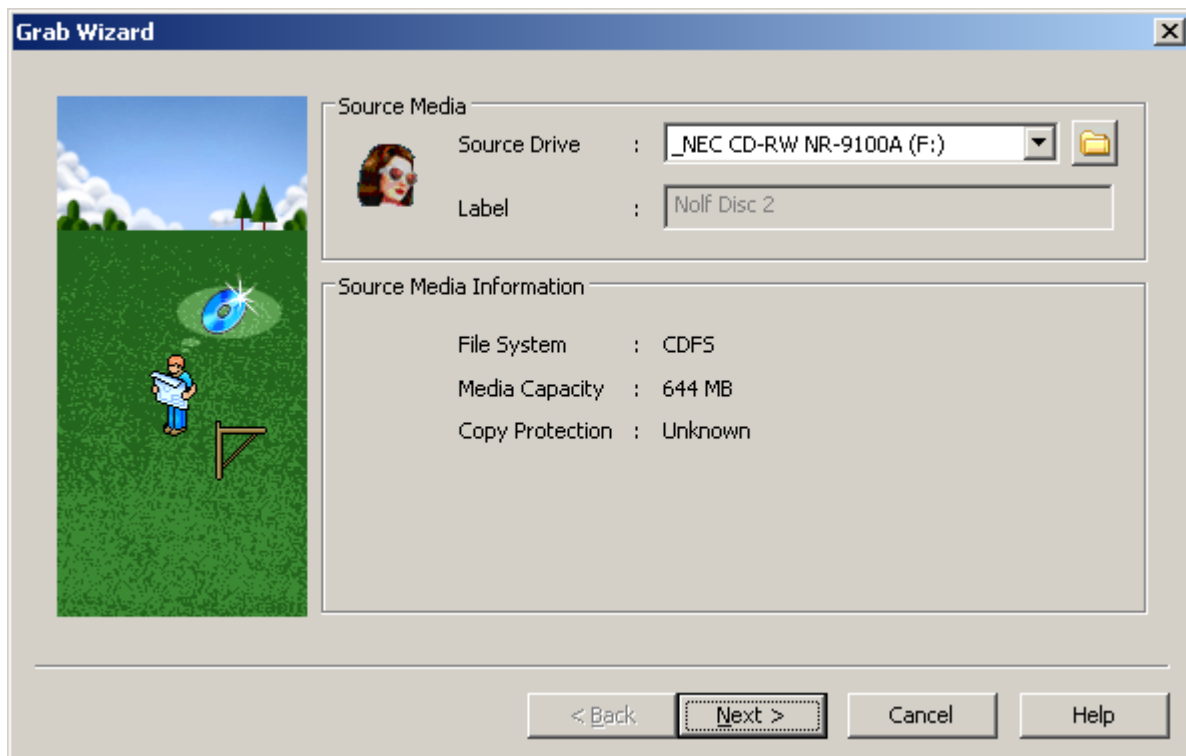 Grab Wizard
Source Media
Source Drive : _NEC CD-RW NR-9100A (F:)
Label : Nolf Disc 2
Source Media Information
File System : CDFS
Media Capacity : 644 MB
Copy Protection : Unknown
< Back Next > Cancel Help